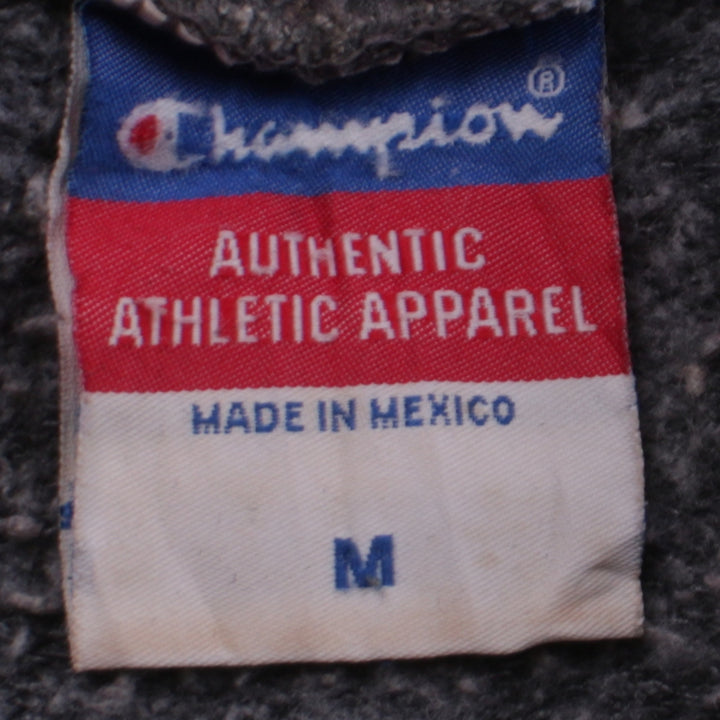 Champion®
AUTHENTIC
ATHLETIC APPAREL
MADE IN MEXICO
M